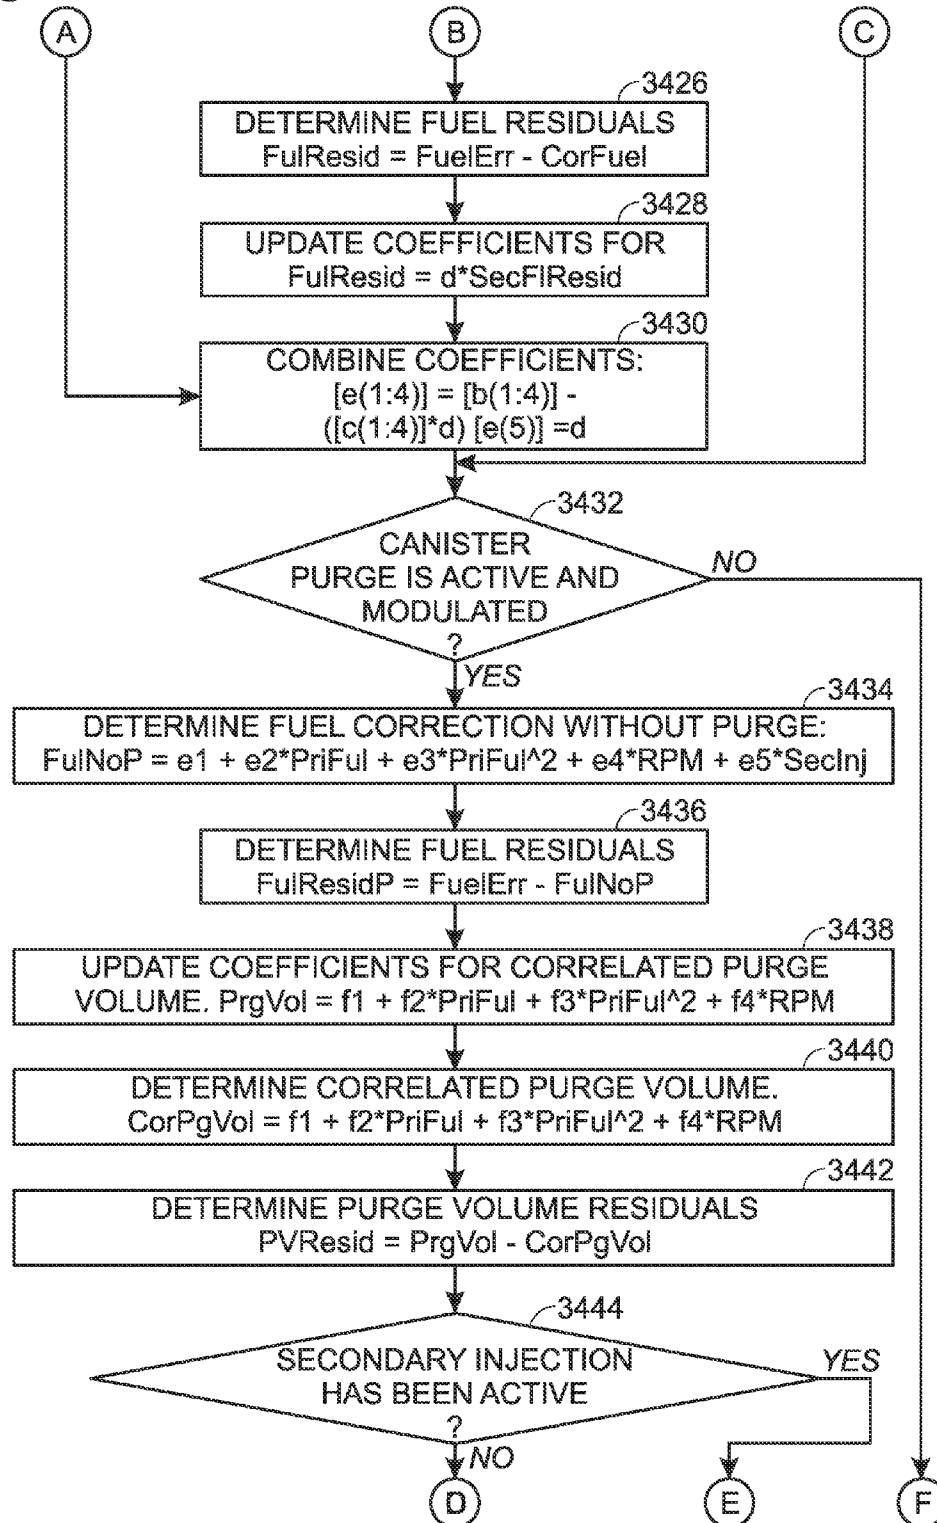 A
B
C
3426
DETERMINE FUEL RESIDUALS
FulResid = FuelErr - CorFuel
3428
UPDATE COEFFICIENTS FOR
FulResid = d*SecFlResid
3430
COMBINE COEFFICIENTS:
[e(1:4)] = [b(1:4)] -
([c(1:4)]*d) [e(5)] =d
3432
CANISTER
PURGE IS ACTIVE AND
MODULATED
?
NO
YES
3434
DETERMINE FUEL CORRECTION WITHOUT PURGE:
FulNoP = e1 + e2*PriFul + e3*PriFul^2 + e4*RPM + e5*SecInj
3436
DETERMINE FUEL RESIDUALS
FulResidP = FuelErr - FulNoP
3438
UPDATE COEFFICIENTS FOR CORRELATED PURGE
VOLUME. PrgVol = f1 + f2*PriFul + f3*PriFul^2 + f4*RPM
3440
DETERMINE CORRELATED PURGE VOLUME.
CorPgVol = f1 + f2*PriFul + f3*PriFul^2 + f4*RPM
3442
DETERMINE PURGE VOLUME RESIDUALS
PVResid = PrgVol - CorPgVol
3444
SECONDARY INJECTION
HAS BEEN ACTIVE
?
YES
NO
D
E
F